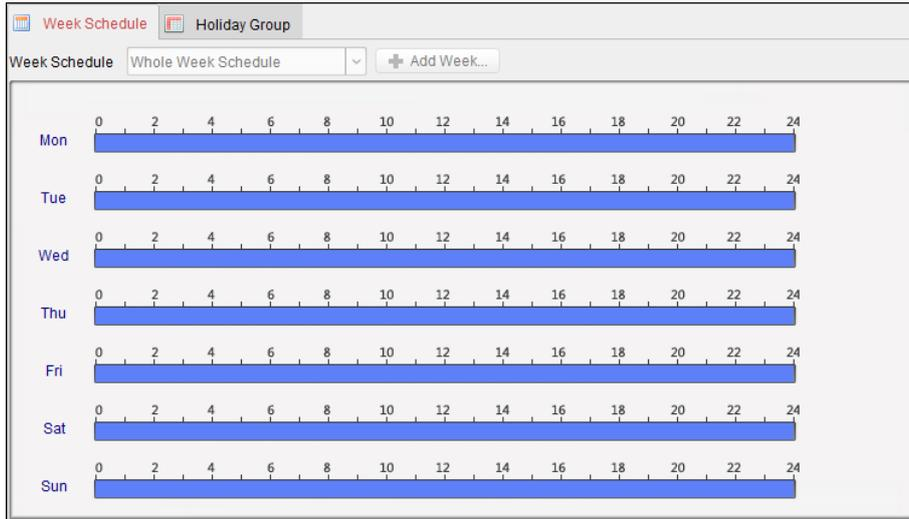 Week Schedule Holiday Group
Week Schedule Whole Week Schedule Add Week...
0 2 4 6 8 10 12 14 16 18 20 22 24
Mon
0 2 4 6 8 10 12 14 16 18 20 22 24
Tue
0 2 4 6 8 10 12 14 16 18 20 22 24
Wed
0 2 4 6 8 10 12 14 16 18 20 22 24
Thu
0 2 4 6 8 10 12 14 16 18 20 22 24
Fri
0 2 4 6 8 10 12 14 16 18 20 22 24
Sat
0 2 4 6 8 10 12 14 16 18 20 22 24
Sun